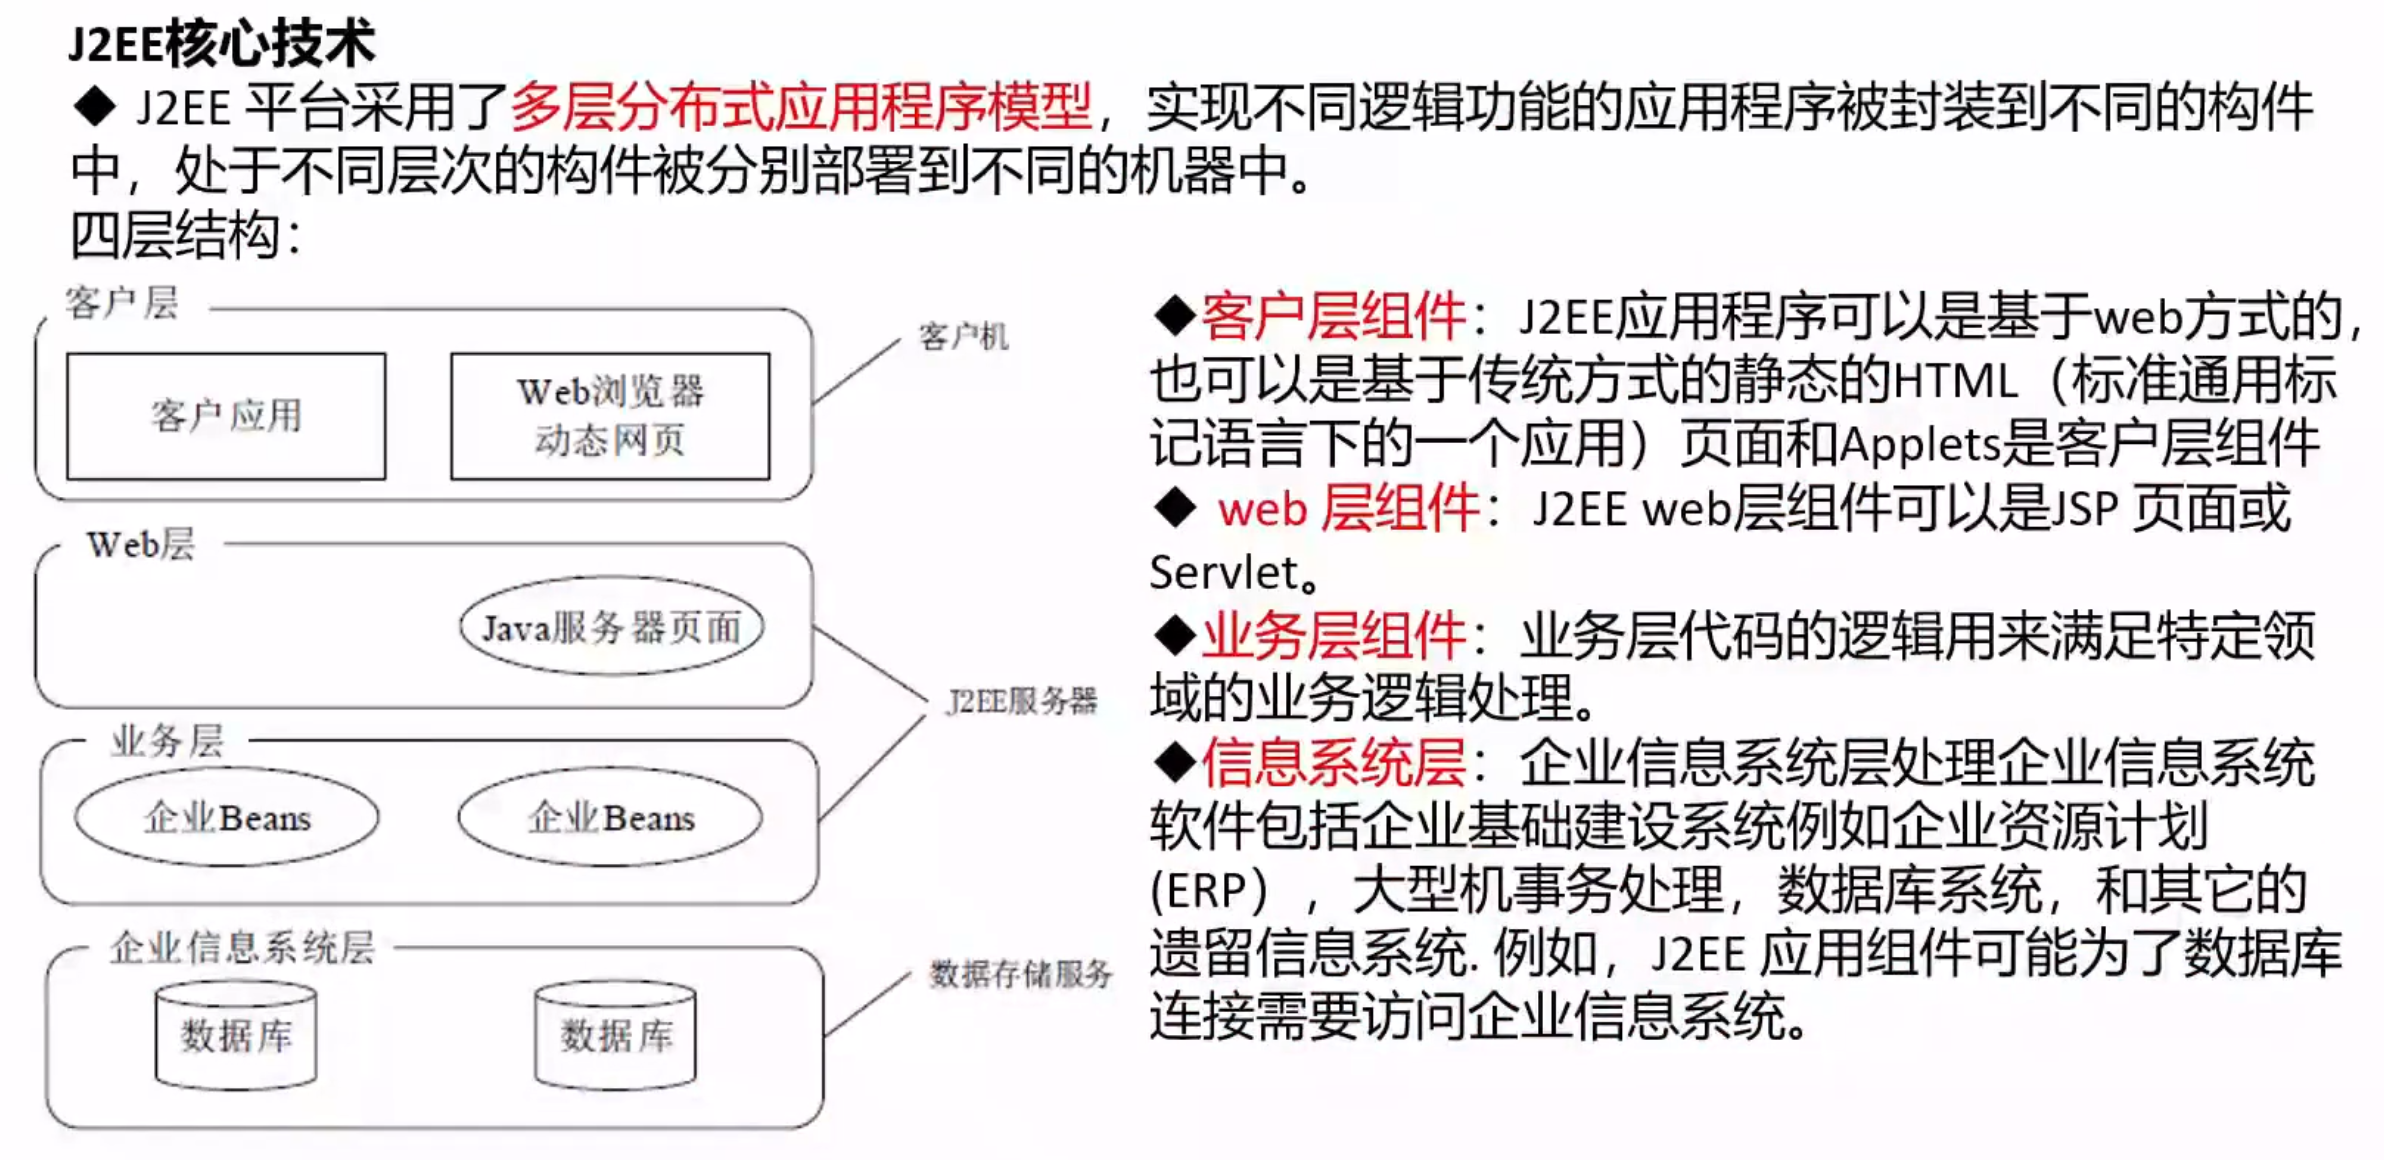 J2EE核心技术
◆ J2EE 平台采用了多层分布式应用程序模型，实现不同逻辑功能的应用程序被封装到不同的构件
中，处于不同层次的构件被分别部署到不同的机器中。
四层结构：
客户层
客户应用
Web浏览器
动态网页
客户机
Web层
Java服务器页面
J2EE服务器
业务层
企业Beans
企业Beans
企业信息系统层
数据库
数据库
数据存储服务
◆客户层组件：J2EE应用程序可以是基于web方式的，
也可以是基于传统方式的静态的HTML（标准通用标
记语言下的一个应用）页面和Applets是客户层组件
◆ web 层组件：J2EE web层组件可以是JSP 页面或
Servlet。
◆业务层组件：业务层代码的逻辑用来满足特定领
域的业务逻辑处理。
◆信息系统层：企业信息系统层处理企业信息系统
软件包括企业基础建设系统例如企业资源计划
(ERP），大型机事务处理，数据库系统，和其它的
遗留信息系统. 例如，J2EE 应用组件可能为了数据库
连接需要访问企业信息系统。